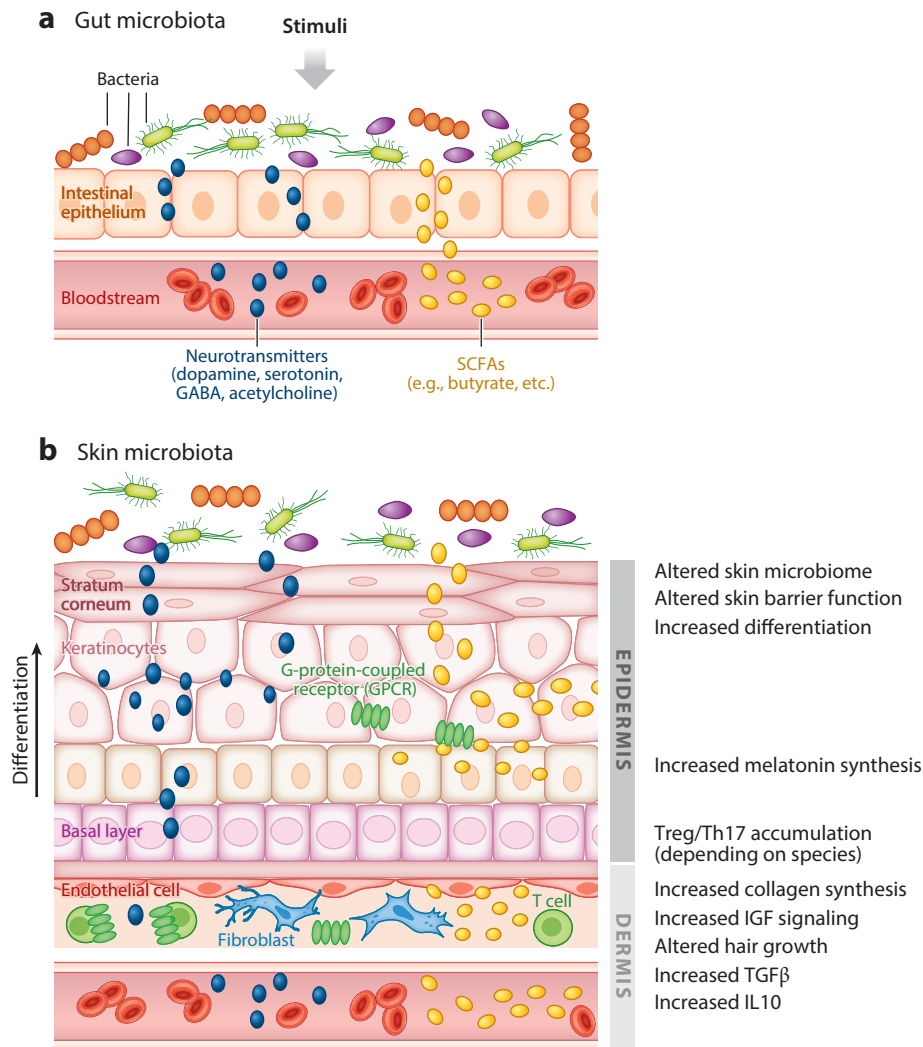 a Gut microbiota
Stimuli
Bacteria
Intestinal
epithelium
Bloodstream
Neurotransmitters
(dopamine, serotonin,
GABA, acetylcholine)
SCFAs
(e.g., butyrate, etc.)
b Skin microbiota
Stratum
corneum
Keratinocytes
G-protein-coupled
receptor (GPCR)
Differentiation
Basal layer
Endothelial cell
Fibroblast
T cell
EPIDERMIS
DERMIS
Altered skin microbiome
Altered skin barrier function
Increased differentiation
Increased melatonin synthesis
Treg/Th17 accumulation
(depending on species)
Increased collagen synthesis
Increased IGF signaling
Altered hair growth
Increased TGFβ
Increased IL10